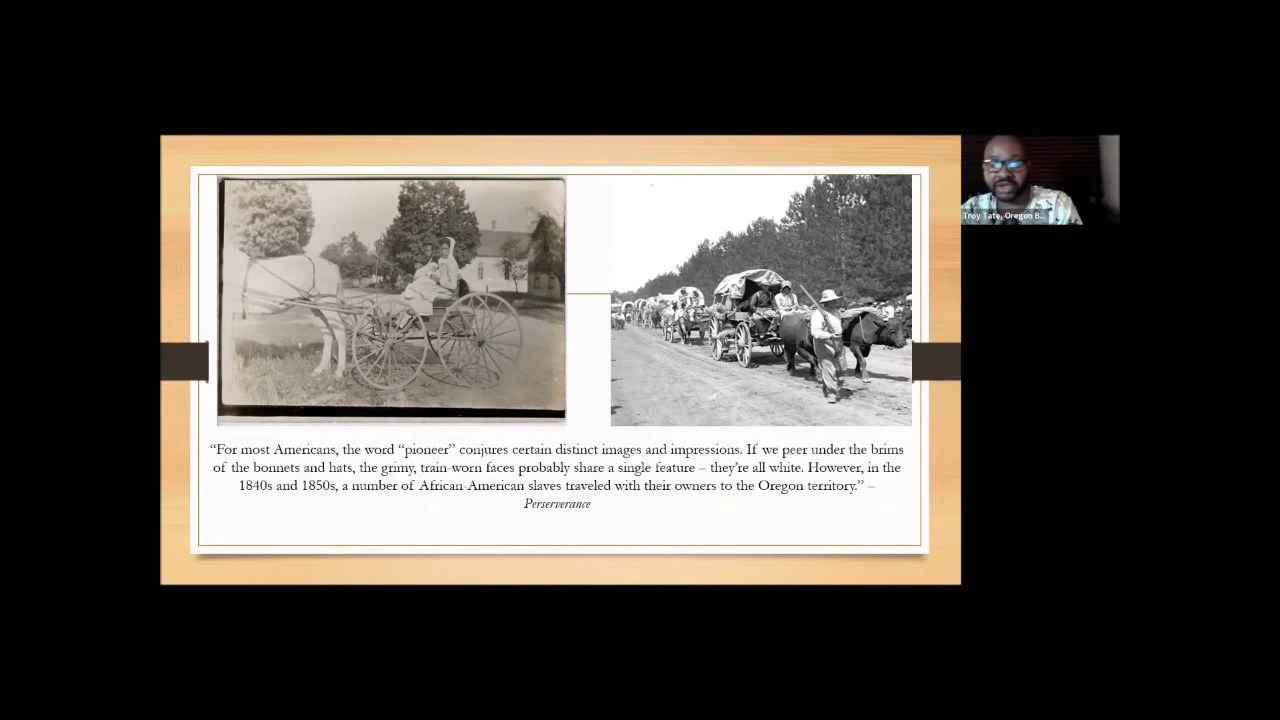 Troy Tate, Oregon B...
“For most Americans, the word “pioneer” conjures certain distinct images and impressions. If we peer under the brims
of the bonnets and hats, the grimy, train-worn faces probably share a single feature – they’re all white. However, in the
1840s and 1850s, a number of African-American slaves traveled with their owners to the Oregon territory.” –
Perserverance